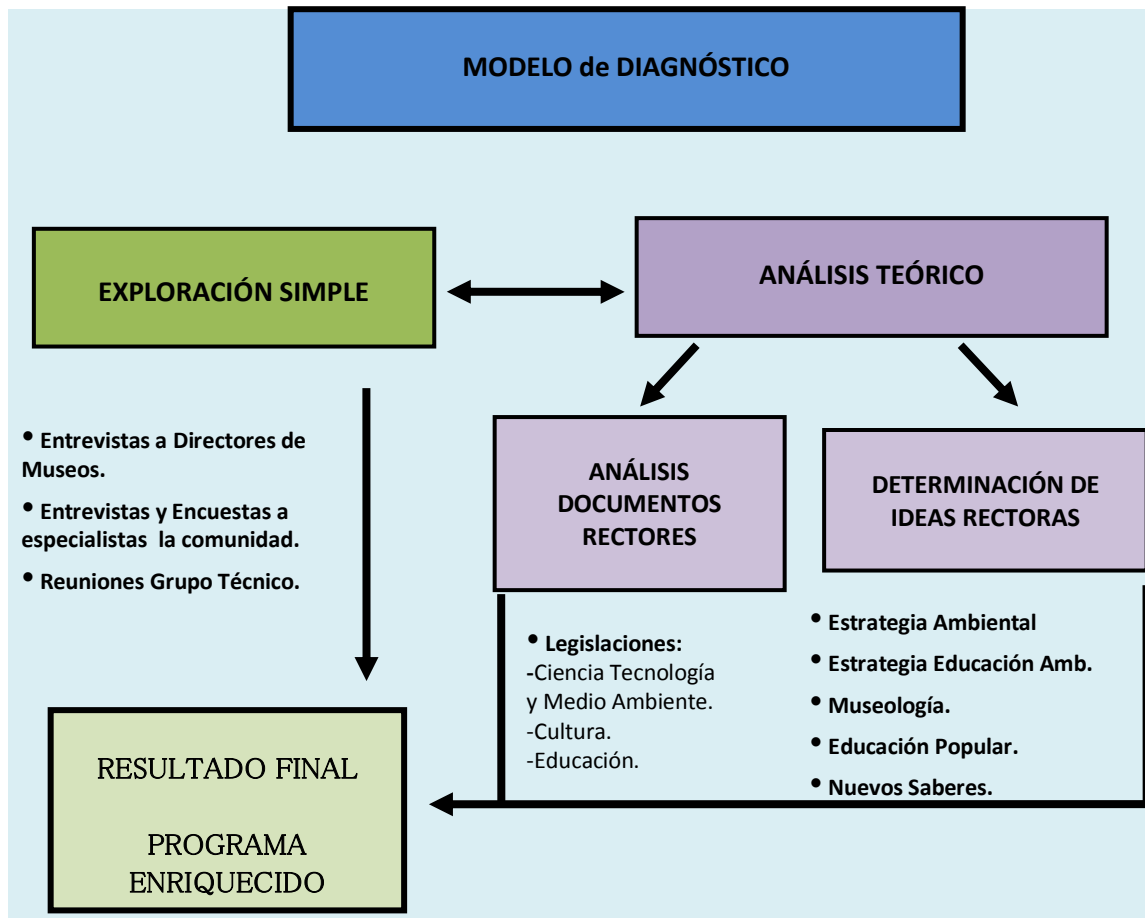 MODELO de DIAGNÓSTICO
EXPLORACIÓN SIMPLE
ANÁLISIS TEÓRICO
• Entrevistas a Directores de
Museos.
• Entrevistas y Encuestas a
especialistas la comunidad.
• Reuniones Grupo Técnico.
ANÁLISIS
DOCUMENTOS
RECTORES
DETERMINACIÓN DE
IDEAS RECTORAS
• Legislaciones:
-Ciencia Tecnología
y Medio Ambiente.
-Cultura.
-Educación.
• Estrategia Ambiental
• Estrategia Educación Amb.
• Museología.
• Educación Popular.
• Nuevos Saberes.
RESULTADO FINAL
PROGRAMA
ENRIQUECIDO